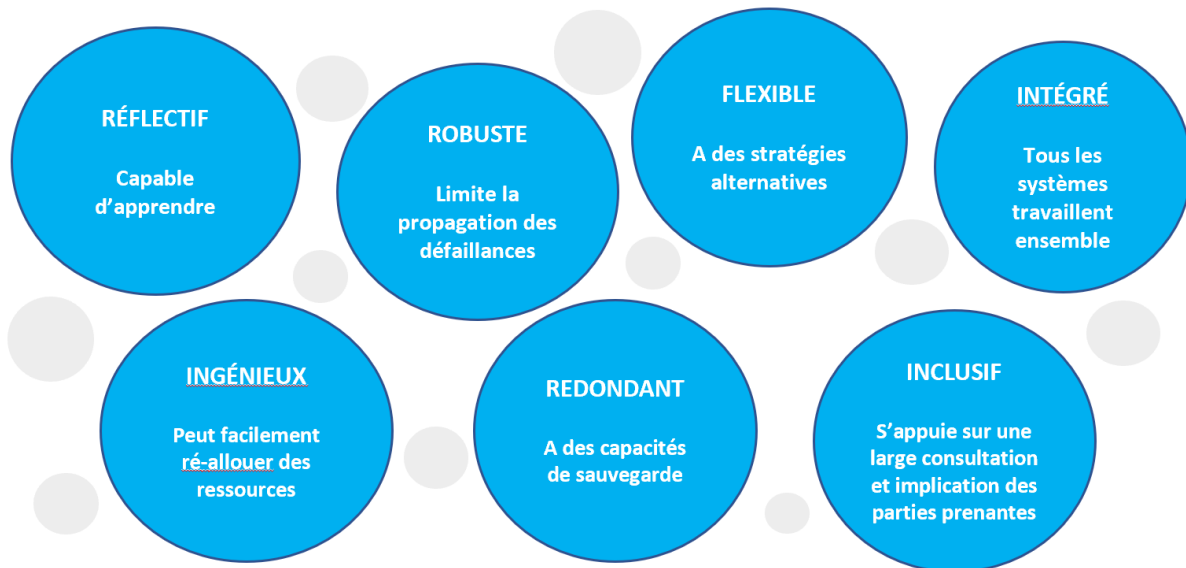 RÉFLECTIF
Capable
d’apprendre
ROBUSTE
Limite la
propagation des
défaillances
FLEXIBLE
A des stratégies
alternatives
INTÉGRÉ
Tous les
systèmes
travaillent
ensemble
INGÉNIEUX
Peut facilement
ré-allouer des
ressources
REDONDANT
A des capacités
de sauvegarde
INCLUSIF
S’appuie sur une
large consultation
et implication des
parties prenantes